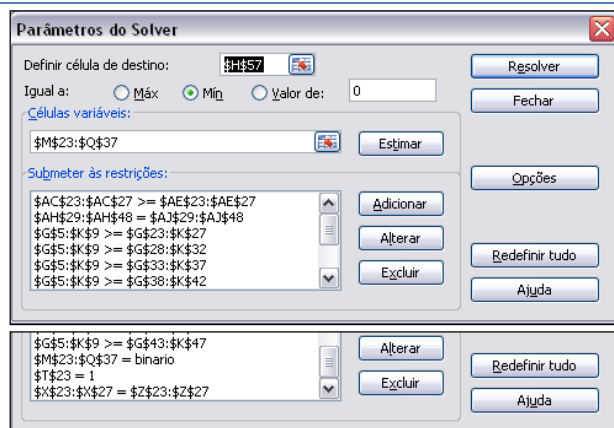 Parâmetros do Solver
Definir célula de destino: $H$57
Resolver
Igual a: Máx Mín Valor de: 0
Fechar
Células variáveis:
$M$23:$Q$37 Estimar
Submeter às restrições:
Opções
$AC$23:$AC$27 >= $AE$23:$AE$27
$AH$29:$AH$48 = $AJ$29:$AJ$48
$G$5:$K$9 >= $G$23:$K$27
$G$5:$K$9 >= $G$28:$K$32
$G$5:$K$9 >= $G$33:$K$37
$G$5:$K$9 >= $G$38:$K$42
Adicionar
Alterar
Excluir
Redefinir tudo
Ajuda
$G$5:$K$9 >= $G$43:$K$47
$M$23:$Q$37 = binario
$T$23 = 1
$X$23:$X$27 = $Z$23:$Z$27
Alterar
Excluir
Redefinir tudo
Ajuda